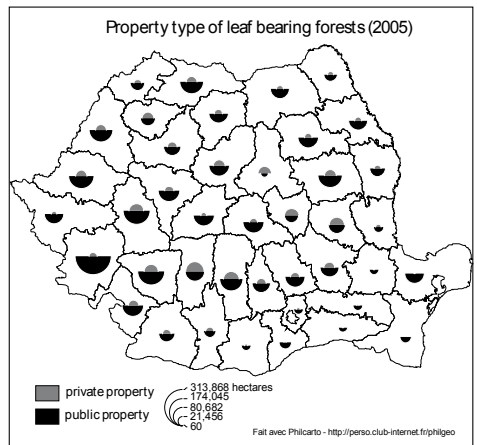 Property type of leaf bearing forests (2005)
private property
public property
313,868 hectares
174,045
80,682
21,456
60
Fait avec Philcarto - http://perso.club-internet.fr/philgeo